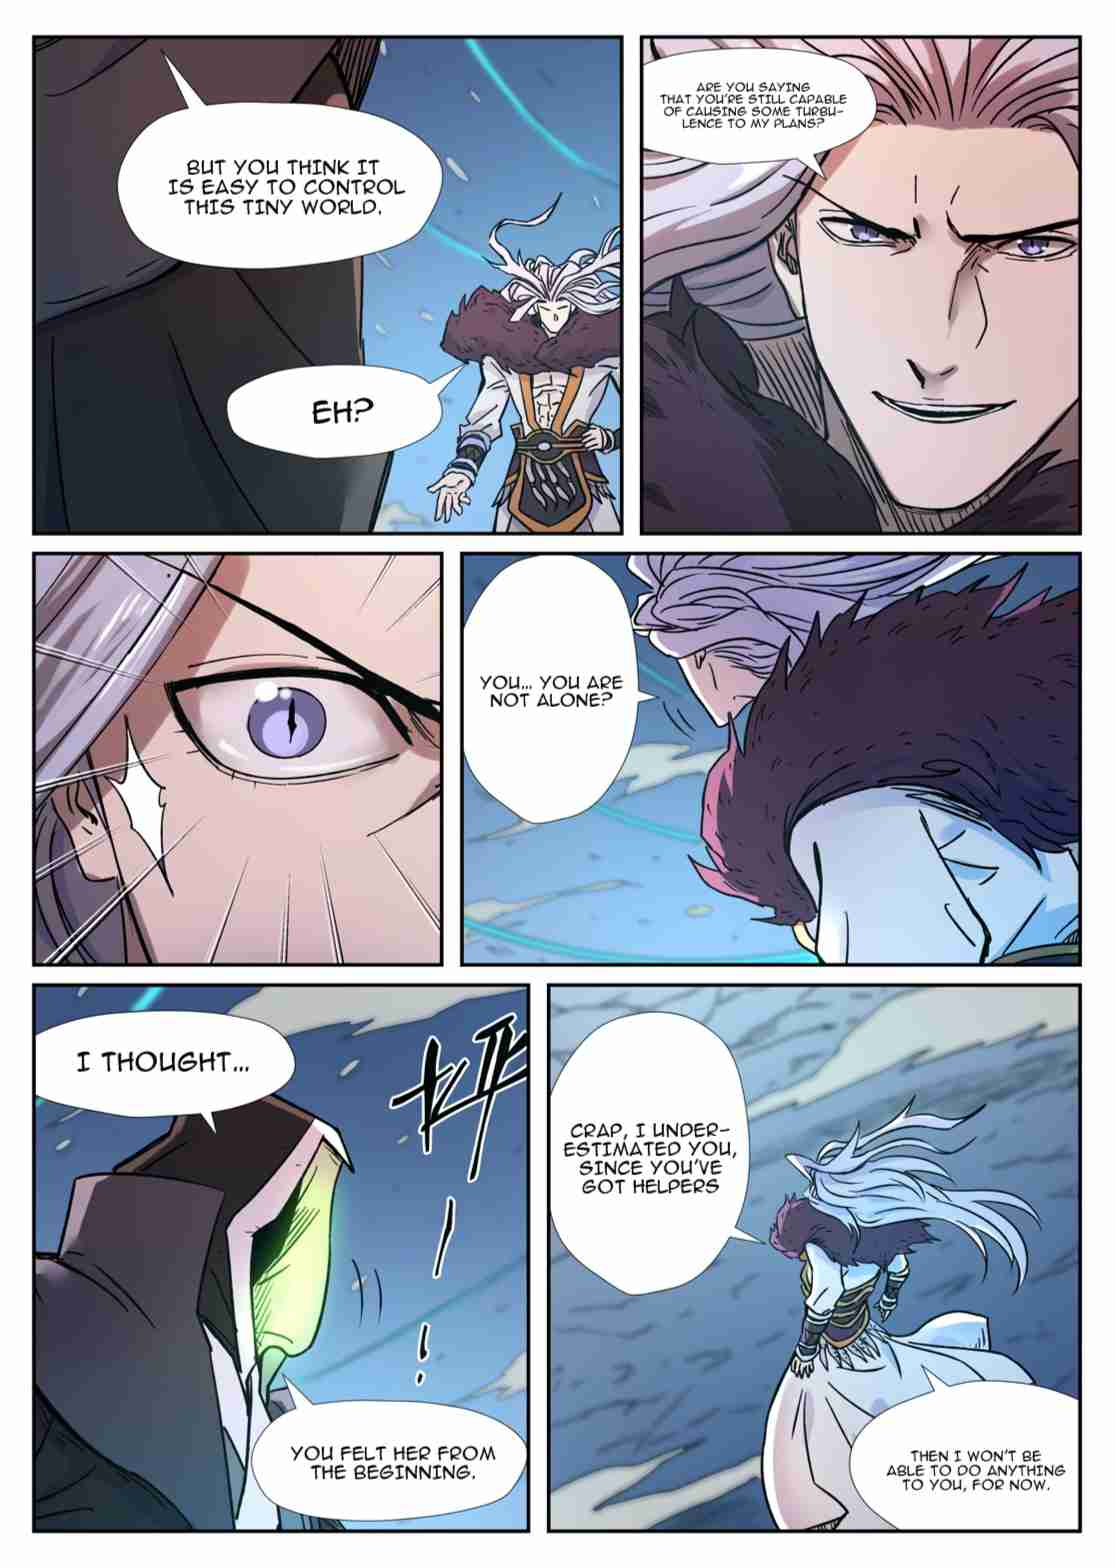 BUT YOU THINK IT
IS EASY TO CONTROL
THIS TINY WORLD.
EH?
ARE YOU SAYING
THAT YOU'RE STILL CAPABLE
OF CAUSING SOME TURBU-
LENCE TO MY PLANS?
YOU... YOU ARE
NOT ALONE?
I THOUGHT...
YOU FELT HER FROM
THE BEGINNING.
CRAP, I UNDER-
ESTIMATED YOU,
SINCE YOU'VE
GOT HELPERS
THEN I WON'T BE
ABLE TO DO ANYTHING
TO YOU, FOR NOW.